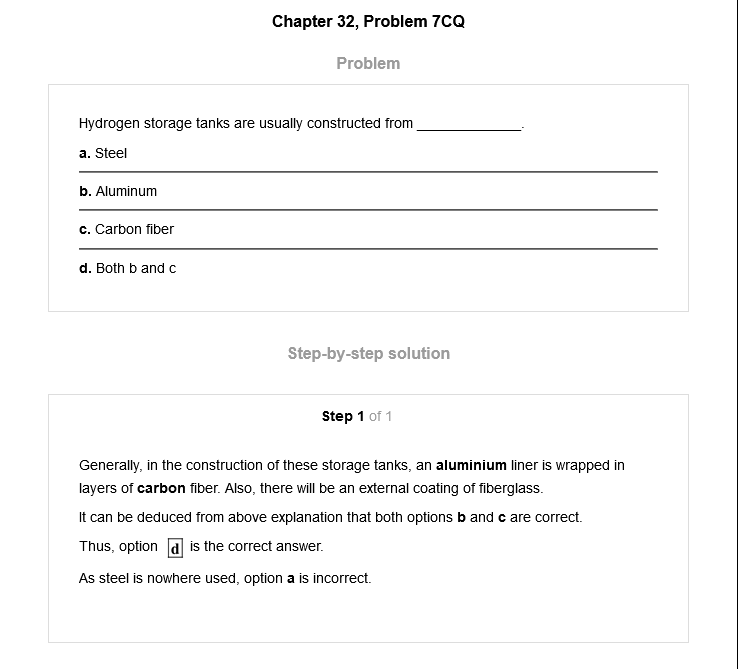 Chapter 32, Problem 7CQ
Problem
Hydrogen storage tanks are usually constructed from ______________.
a. Steel
b. Aluminum
c. Carbon fiber
d. Both b and c
Step-by-step solution
Step 1 of 1
Generally, in the construction of these storage tanks, an aluminium liner is wrapped in
layers of carbon fiber. Also, there will be an external coating of fiberglass.
It can be deduced from above explanation that both options b and c are correct.
Thus, option d is the correct answer.
As steel is nowhere used, option a is incorrect.